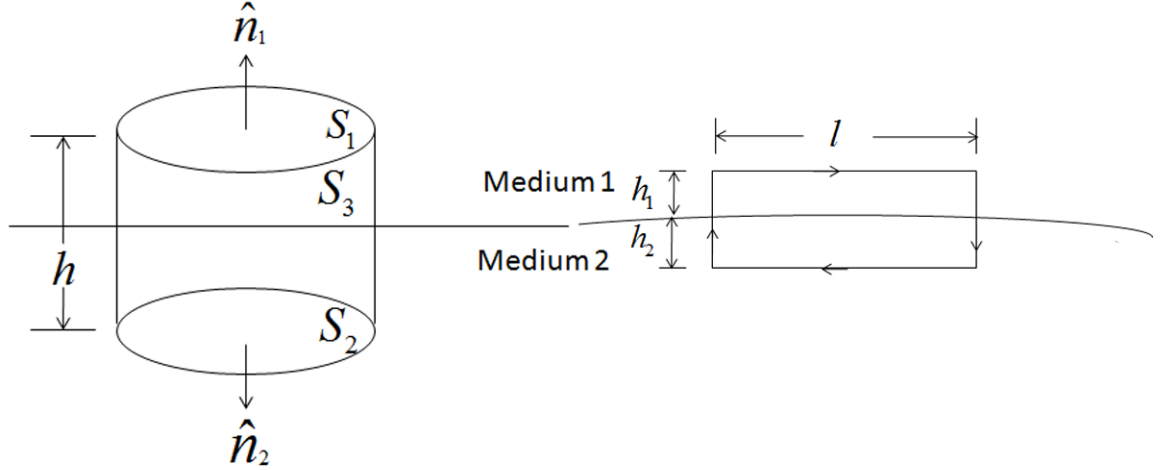 n̂₁
S₁
S₃
h
S₂
n̂₂
Medium 1
Medium 2
l
h₁
h₂